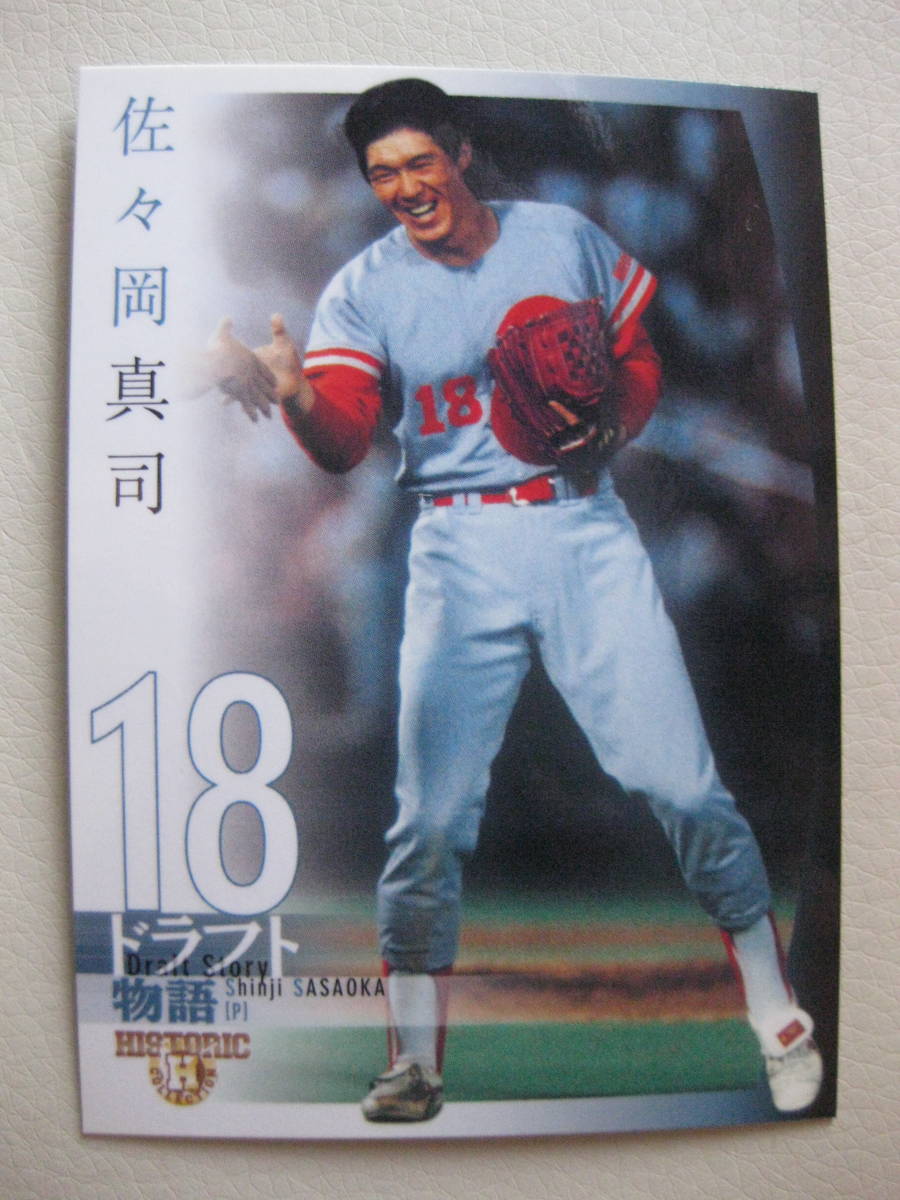 佐々岡真司
18
18
ドラフト
Draft Story
物語
Shinji SASAOKA
[P]
HISTORIC
H
COLLECTION